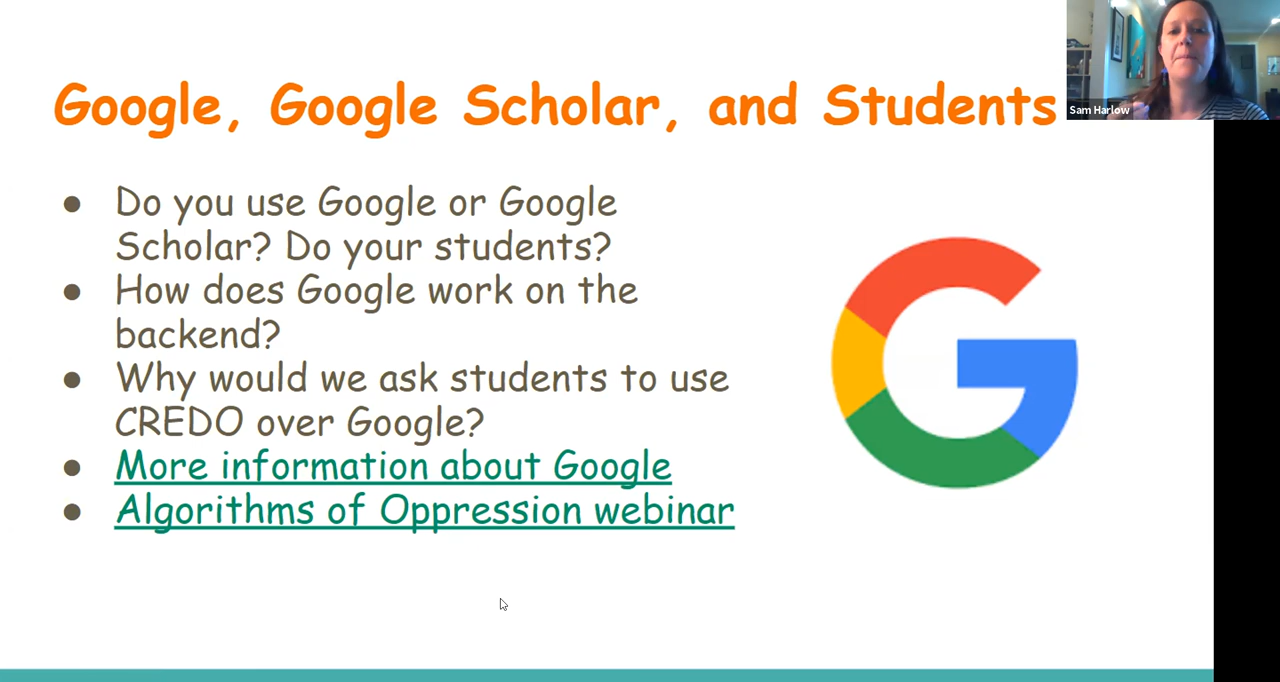 Google, Google Scholar, and Students
Sam Harlow
● Do you use Google or Google
Scholar? Do your students?
● How does Google work on the
backend?
● Why would we ask students to use
CREDO over Google?
● More information about Google
● Algorithms of Oppression webinar